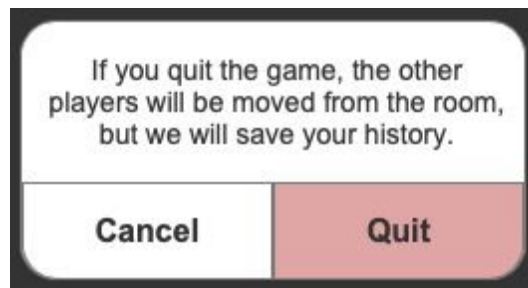 If you quit the game, the other
players will be moved from the room,
but we will save your history.
Cancel
Quit